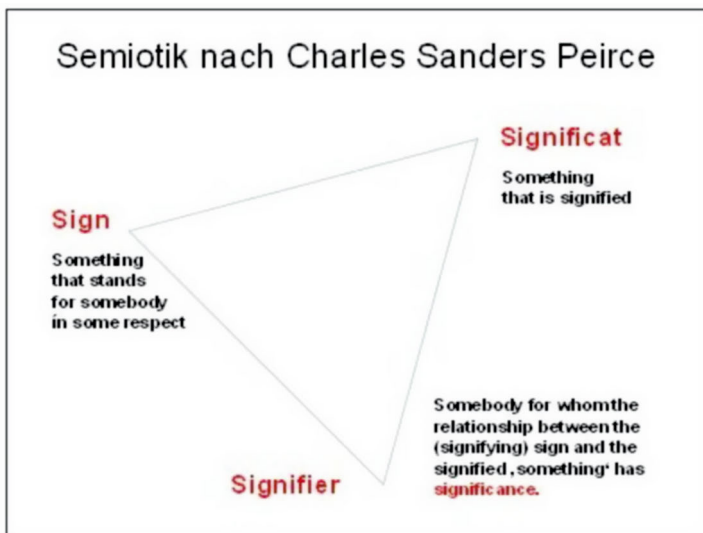 Semiotik nach Charles Sanders Peirce
Significat
Something
that is signified
Sign
Something
that stands
for somebody
in some respect
Somebody for whom the
relationship between the
(signifying) sign and the
signified ‚something‘ has
significance.
Signifier